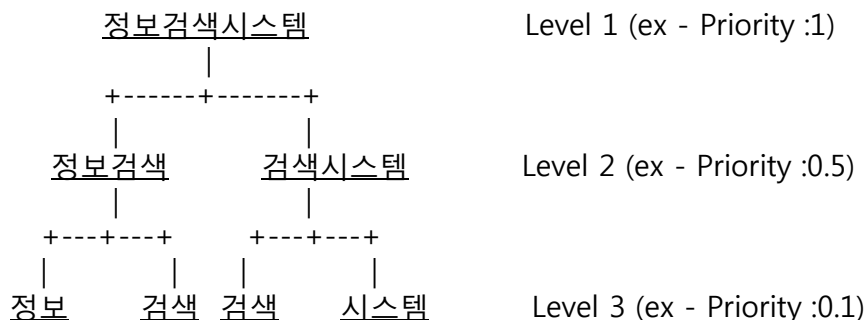 정보검색시스템 Level 1 (ex - Priority :1)
|
+------+-------+
| |
정보검색 검색시스템 Level 2 (ex - Priority :0.5)
| |
+---+---+ +---+---+
| | | |
정보 검색 검색 시스템 Level 3 (ex - Priority :0.1)